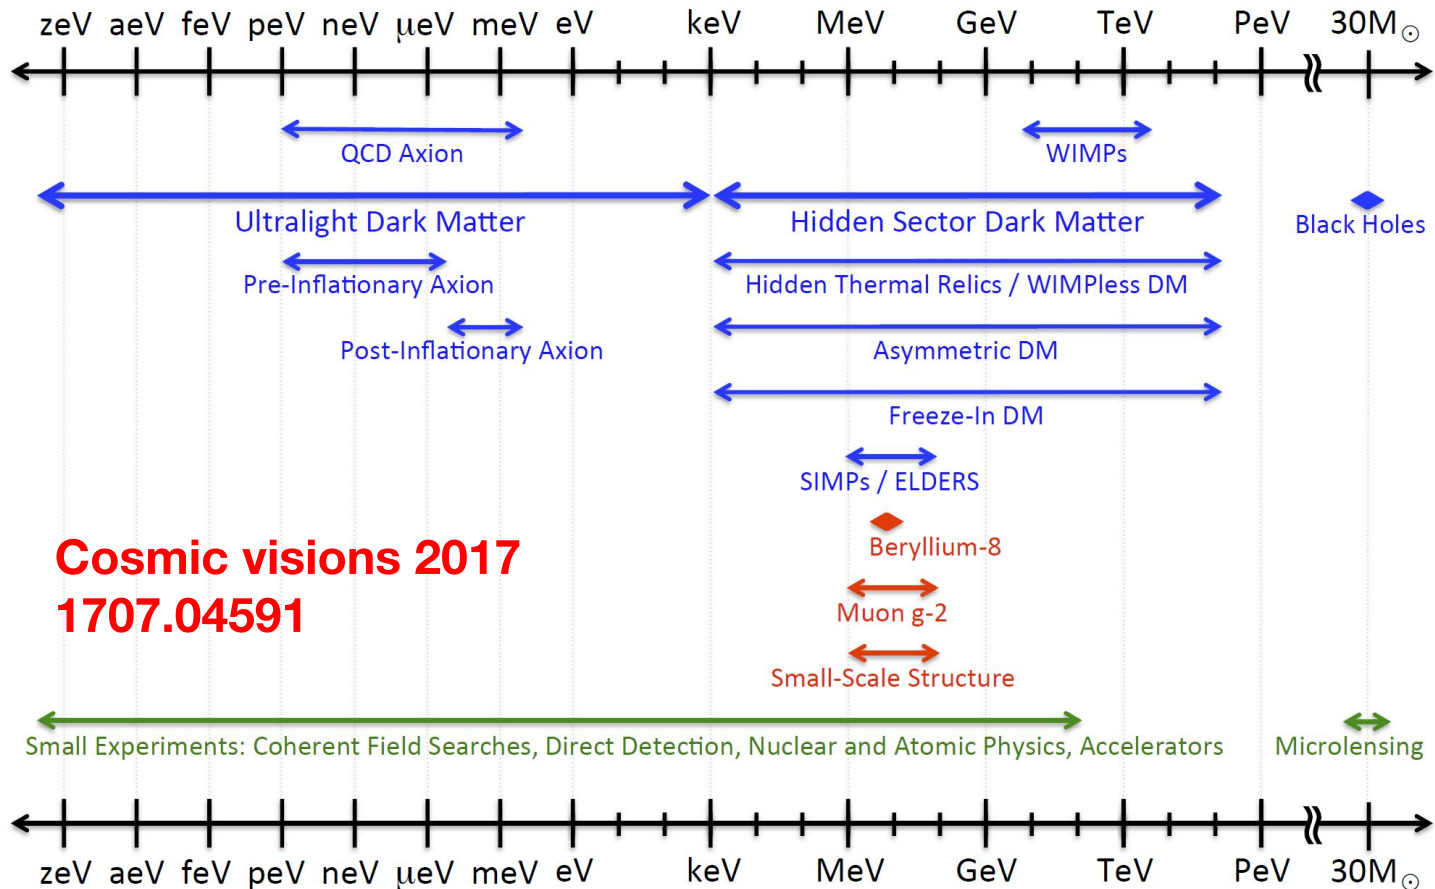 zeV aeV feV peV neV μeV meV eV keV MeV GeV TeV PeV 30M☉
QCD Axion WIMPs
Ultralight Dark Matter Hidden Sector Dark Matter Black Holes
Pre-Inflationary Axion Hidden Thermal Relics / WIMPless DM
Post-Inflationary Axion Asymmetric DM
Freeze-In DM
SIMPs / ELDERS
Beryllium-8
Cosmic visions 2017
1707.04591
Muon g-2
Small-Scale Structure
Small Experiments: Coherent Field Searches, Direct Detection, Nuclear and Atomic Physics, Accelerators Microlensing
zeV aeV feV peV neV μeV meV eV keV MeV GeV TeV PeV 30M☉